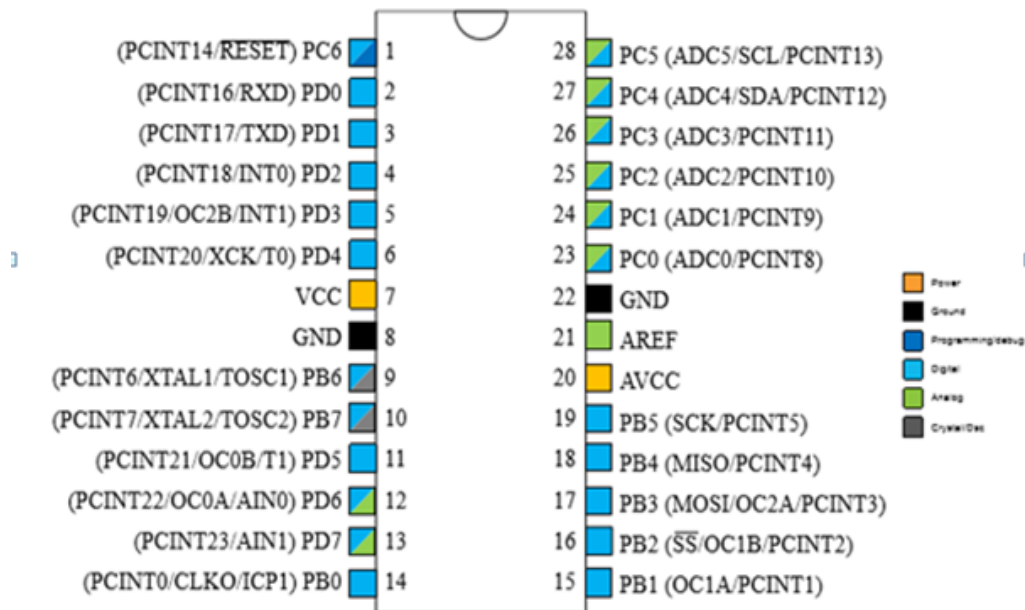 (PCINT14/RESET) PC6 1
(PCINT16/RXD) PD0 2
(PCINT17/TXD) PD1 3
(PCINT18/INT0) PD2 4
(PCINT19/OC2B/INT1) PD3 5
(PCINT20/XCK/T0) PD4 6
VCC 7
GND 8
(PCINT6/XTAL1/TOSC1) PB6 9
(PCINT7/XTAL2/TOSC2) PB7 10
(PCINT21/OC0B/T1) PD5 11
(PCINT22/OC0A/AIN0) PD6 12
(PCINT23/AIN1) PD7 13
(PCINT0/CLKO/ICP1) PB0 14
28 PC5 (ADC5/SCL/PCINT13)
27 PC4 (ADC4/SDA/PCINT12)
26 PC3 (ADC3/PCINT11)
25 PC2 (ADC2/PCINT10)
24 PC1 (ADC1/PCINT9)
23 PC0 (ADC0/PCINT8)
22 GND
21 AREF
20 AVCC
19 PB5 (SCK/PCINT5)
18 PB4 (MISO/PCINT4)
17 PB3 (MOSI/OC2A/PCINT3)
16 PB2 (SS/OC1B/PCINT2)
15 PB1 (OC1A/PCINT1)
Power
Ground
Programming/debug
Digital
Analog
Crystal/Osc